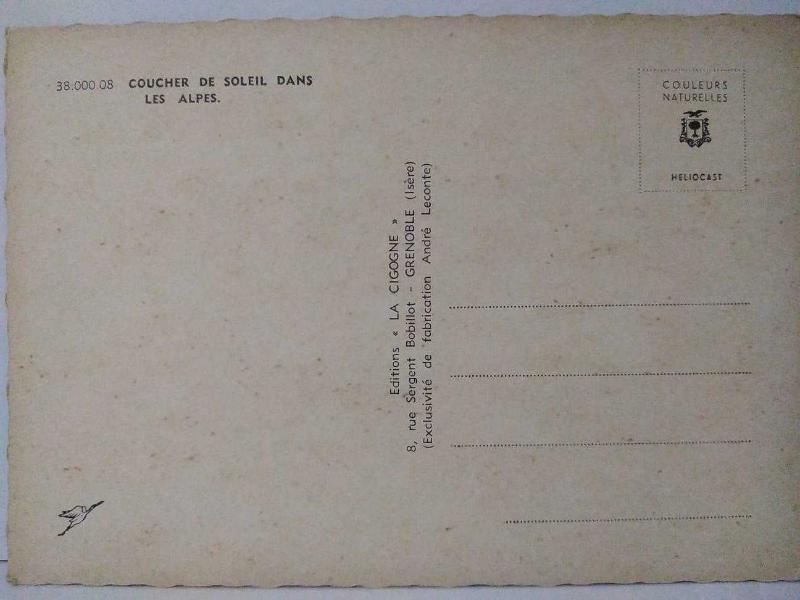 38.000.08 COUCHER DE SOLEIL DANS
LES ALPES.
COULEURS
NATURELLES
HELIOCAST
Editions « LA CIGOGNE »
8, rue Sergent Bobillot - GRENOBLE (Isère)
(Exclusivité de fabrication André Leconte)